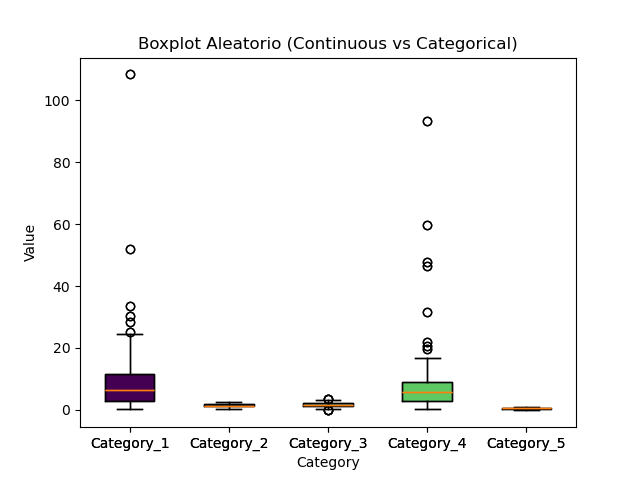 Boxplot Aleatorio (Continuous vs Categorical)
100
80
60
40
20
0
Value
Category_1 Category_2 Category_3 Category_4 Category_5
Category